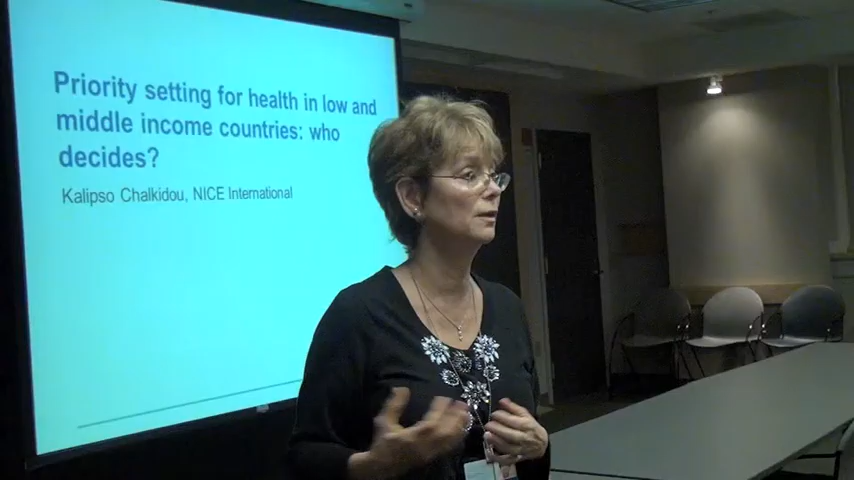 Priority setting for health in low and
middle income countries: who
decides?
Kalipso Chalkidou, NICE International